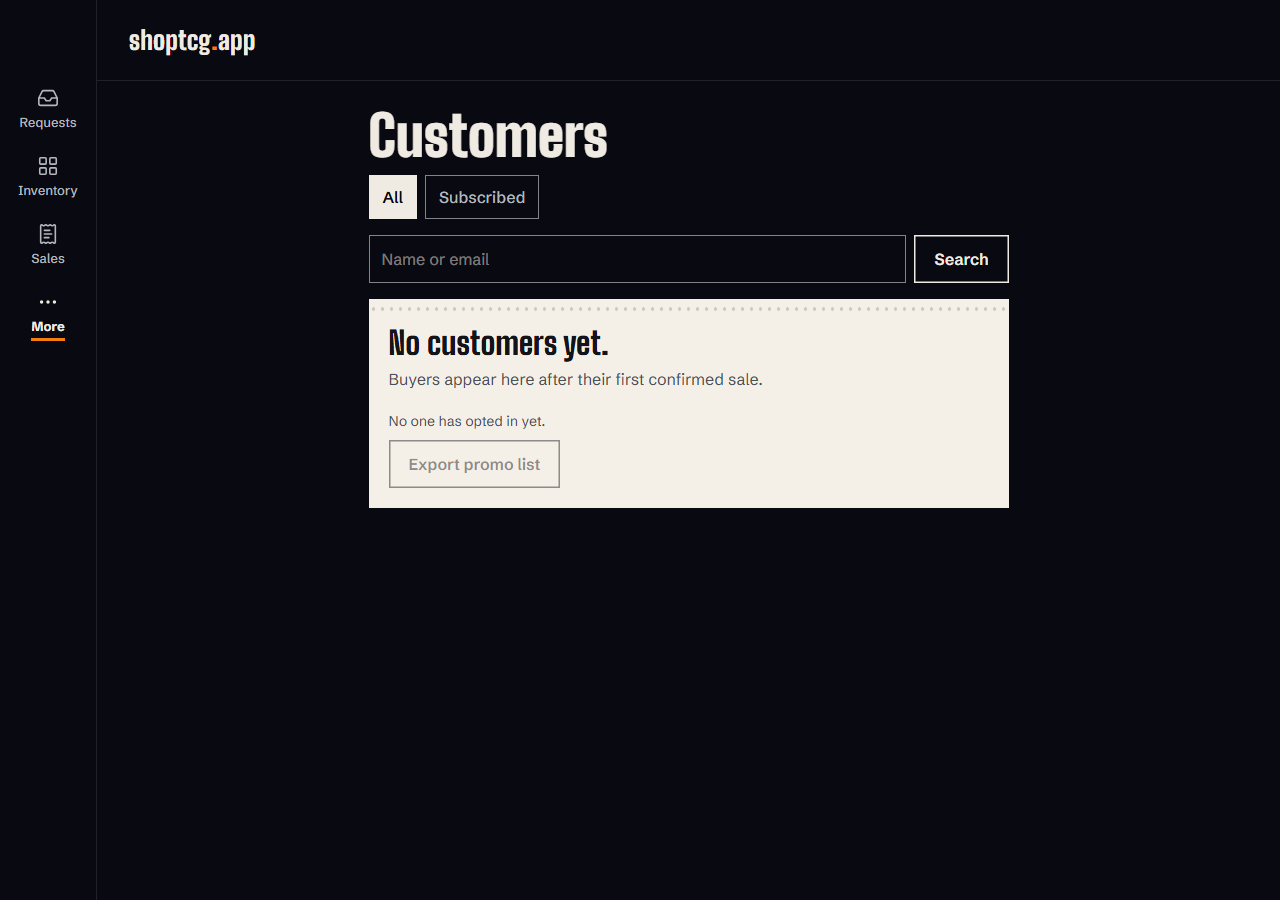 shoptcg.app
Requests
Inventory
Sales
More
Customers
All
Subscribed
Name or email
Search
No customers yet.
Buyers appear here after their first confirmed sale.
No one has opted in yet.
Export promo list